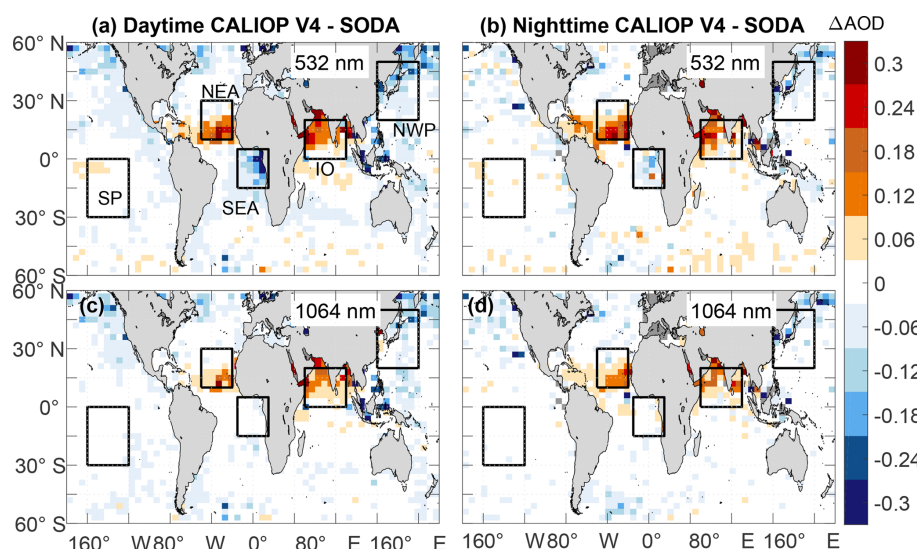 (a) Daytime CALIOP V4 - SODA
(b) Nighttime CALIOP V4 - SODA
ΔAOD
60° N
30° N
0°
30° S
60° S
532 nm
NEA
NWP
IO
SP
SEA
532 nm
60° N
30° N
0°
30° S
60° S
(c)
1064 nm
(d)
1064 nm
160° W
80° W
0°
80° E
160° E
160° W
80° W
0°
80° E
160° E
0.3
0.24
0.18
0.12
0.06
0
-0.06
-0.12
-0.18
-0.24
-0.3